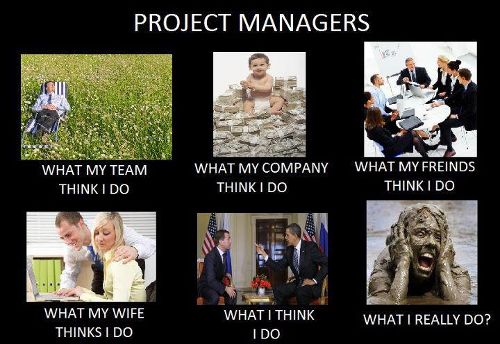 PROJECT MANAGERS
WHAT MY TEAM
THINK I DO
WHAT MY COMPANY
THINK I DO
WHAT MY FREINDS
THINK I DO
WHAT MY WIFE
THINKS I DO
WHAT I THINK
I DO
WHAT I REALLY DO?